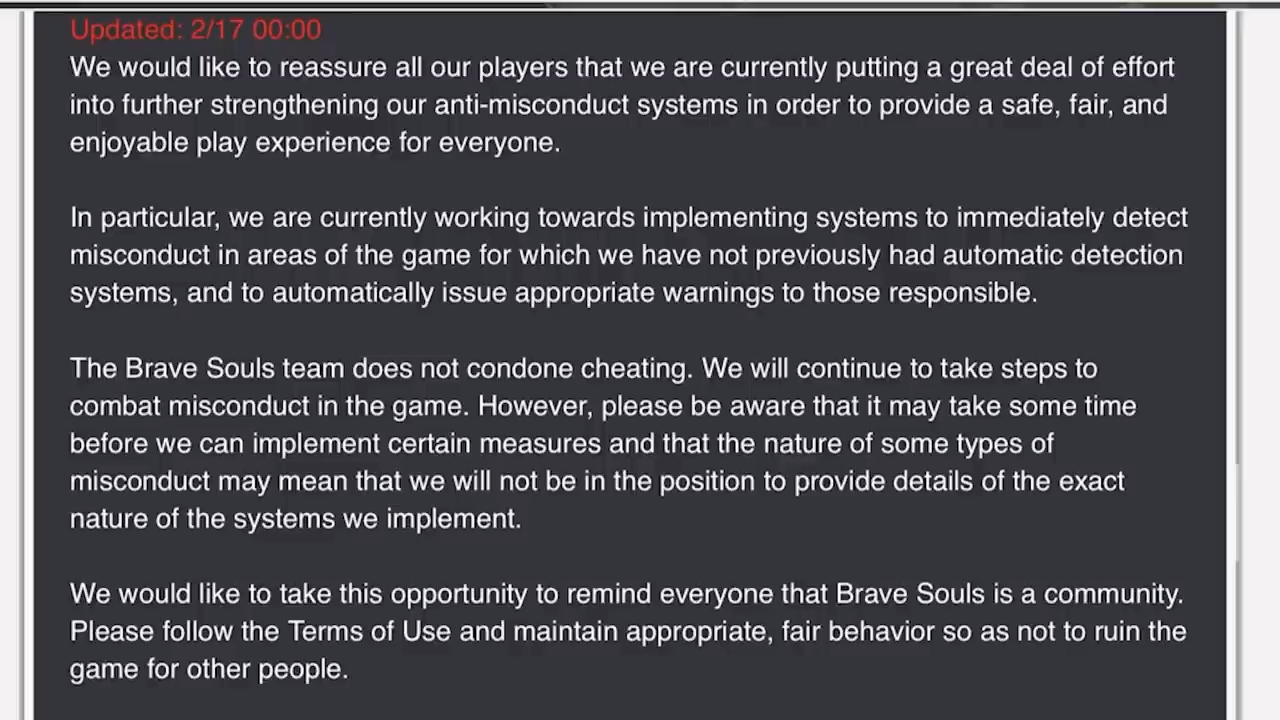 Updated: 2/17 00:00
We would like to reassure all our players that we are currently putting a great deal of effort
into further strengthening our anti-misconduct systems in order to provide a safe, fair, and
enjoyable play experience for everyone.
In particular, we are currently working towards implementing systems to immediately detect
misconduct in areas of the game for which we have not previously had automatic detection
systems, and to automatically issue appropriate warnings to those responsible.
The Brave Souls team does not condone cheating. We will continue to take steps to
combat misconduct in the game. However, please be aware that it may take some time
before we can implement certain measures and that the nature of some types of
misconduct may mean that we will not be in the position to provide details of the exact
nature of the systems we implement.
We would like to take this opportunity to remind everyone that Brave Souls is a community.
Please follow the Terms of Use and maintain appropriate, fair behavior so as not to ruin the
game for other people.